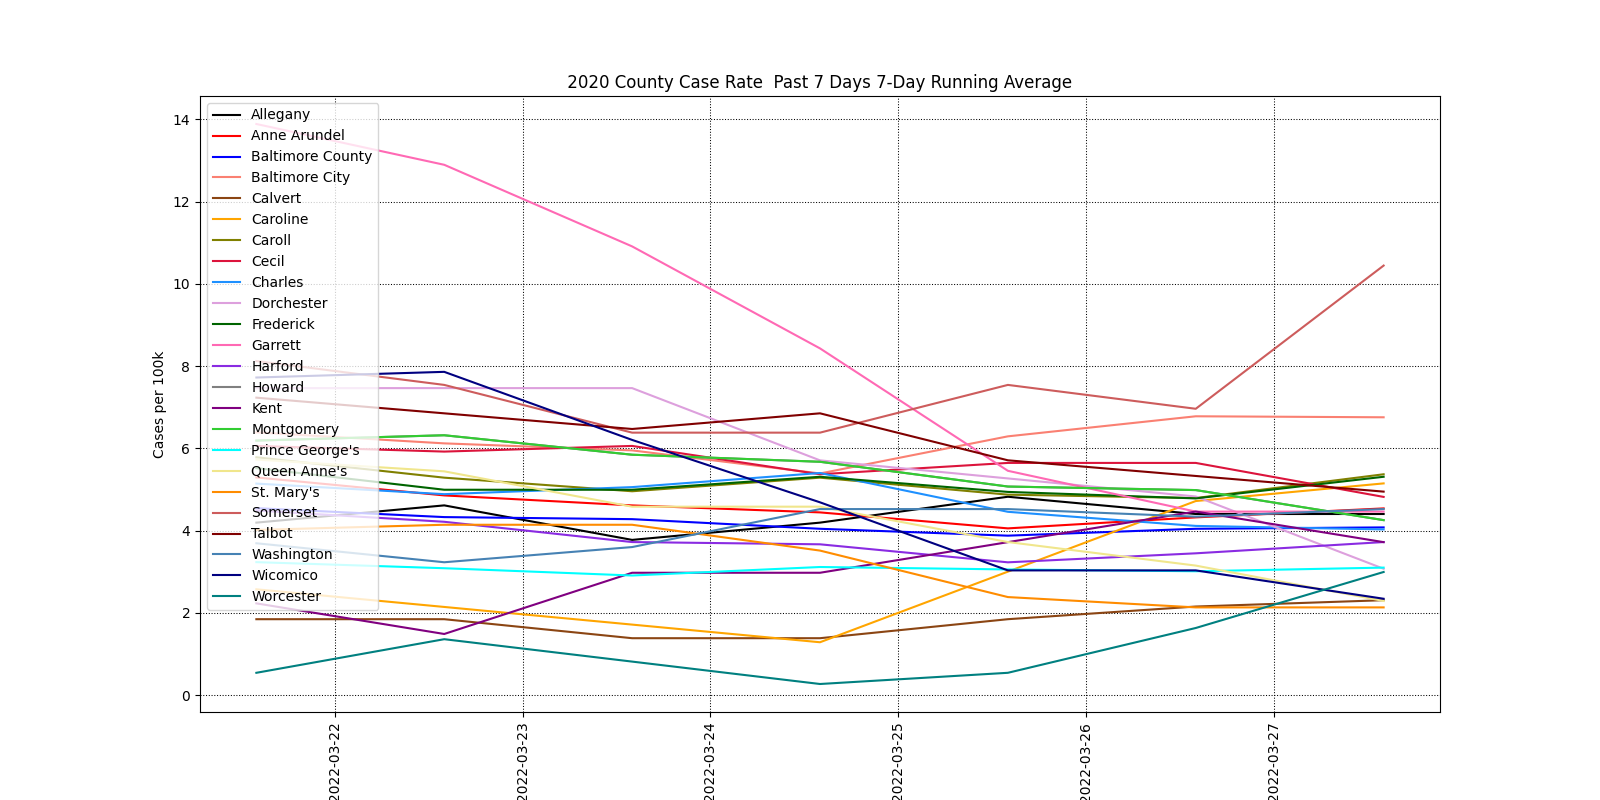 2020 County Case Rate  Past 7 Days 7-Day Running Average
Cases per 100k
14
12
10
8
6
4
2
0
Allegany
Anne Arundel
Baltimore County
Baltimore City
Calvert
Caroline
Caroll
Cecil
Charles
Dorchester
Frederick
Garrett
Harford
Howard
Kent
Montgomery
Prince George's
Queen Anne's
St. Mary's
Somerset
Talbot
Washington
Wicomico
Worcester
2022-03-22
2022-03-23
2022-03-24
2022-03-25
2022-03-26
2022-03-27